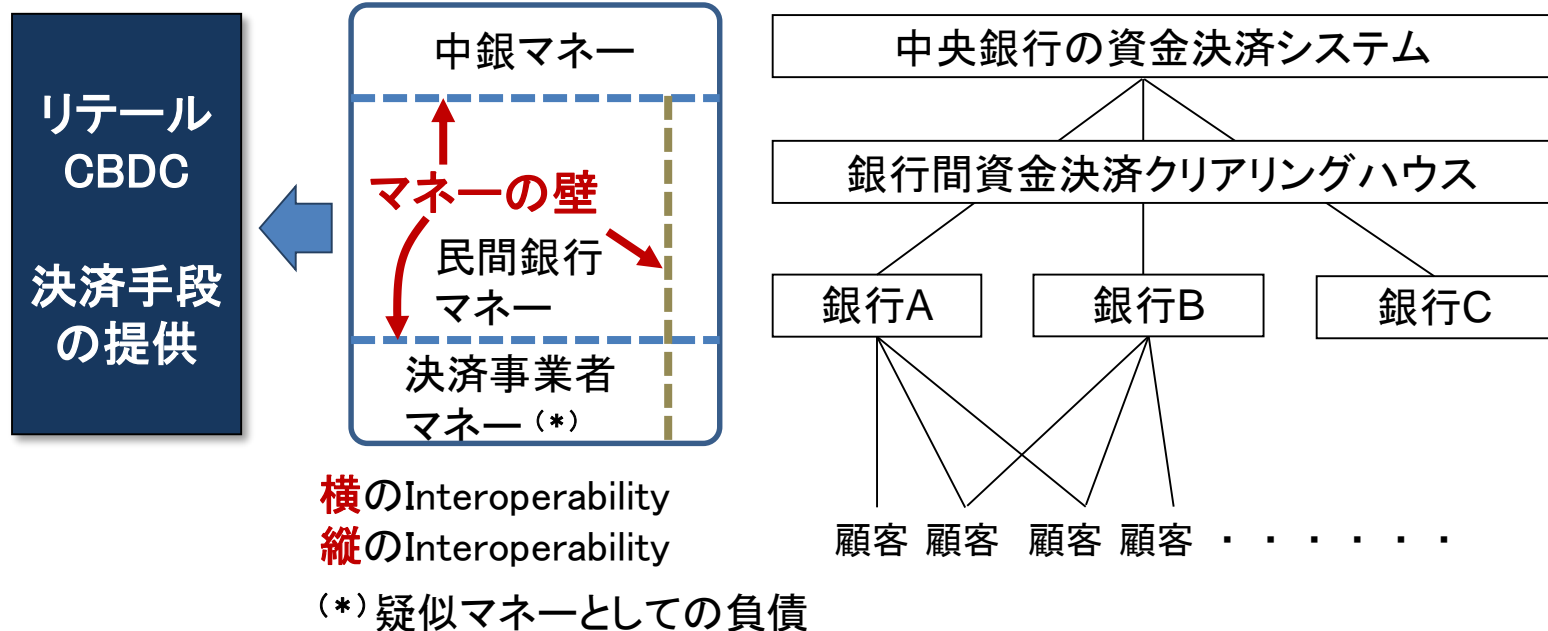 リテール
CBDC
決済手段
の提供
中銀マネー
マネーの壁
民間銀行
マネー
決済事業者
マネー(*)
横のInteroperability
縦のInteroperability
(*)疑似マネーとしての負債
中央銀行の資金決済システム
銀行間資金決済クリアリングハウス
銀行A 銀行B 銀行C
顧客 顧客 顧客 顧客 ・・・・・・